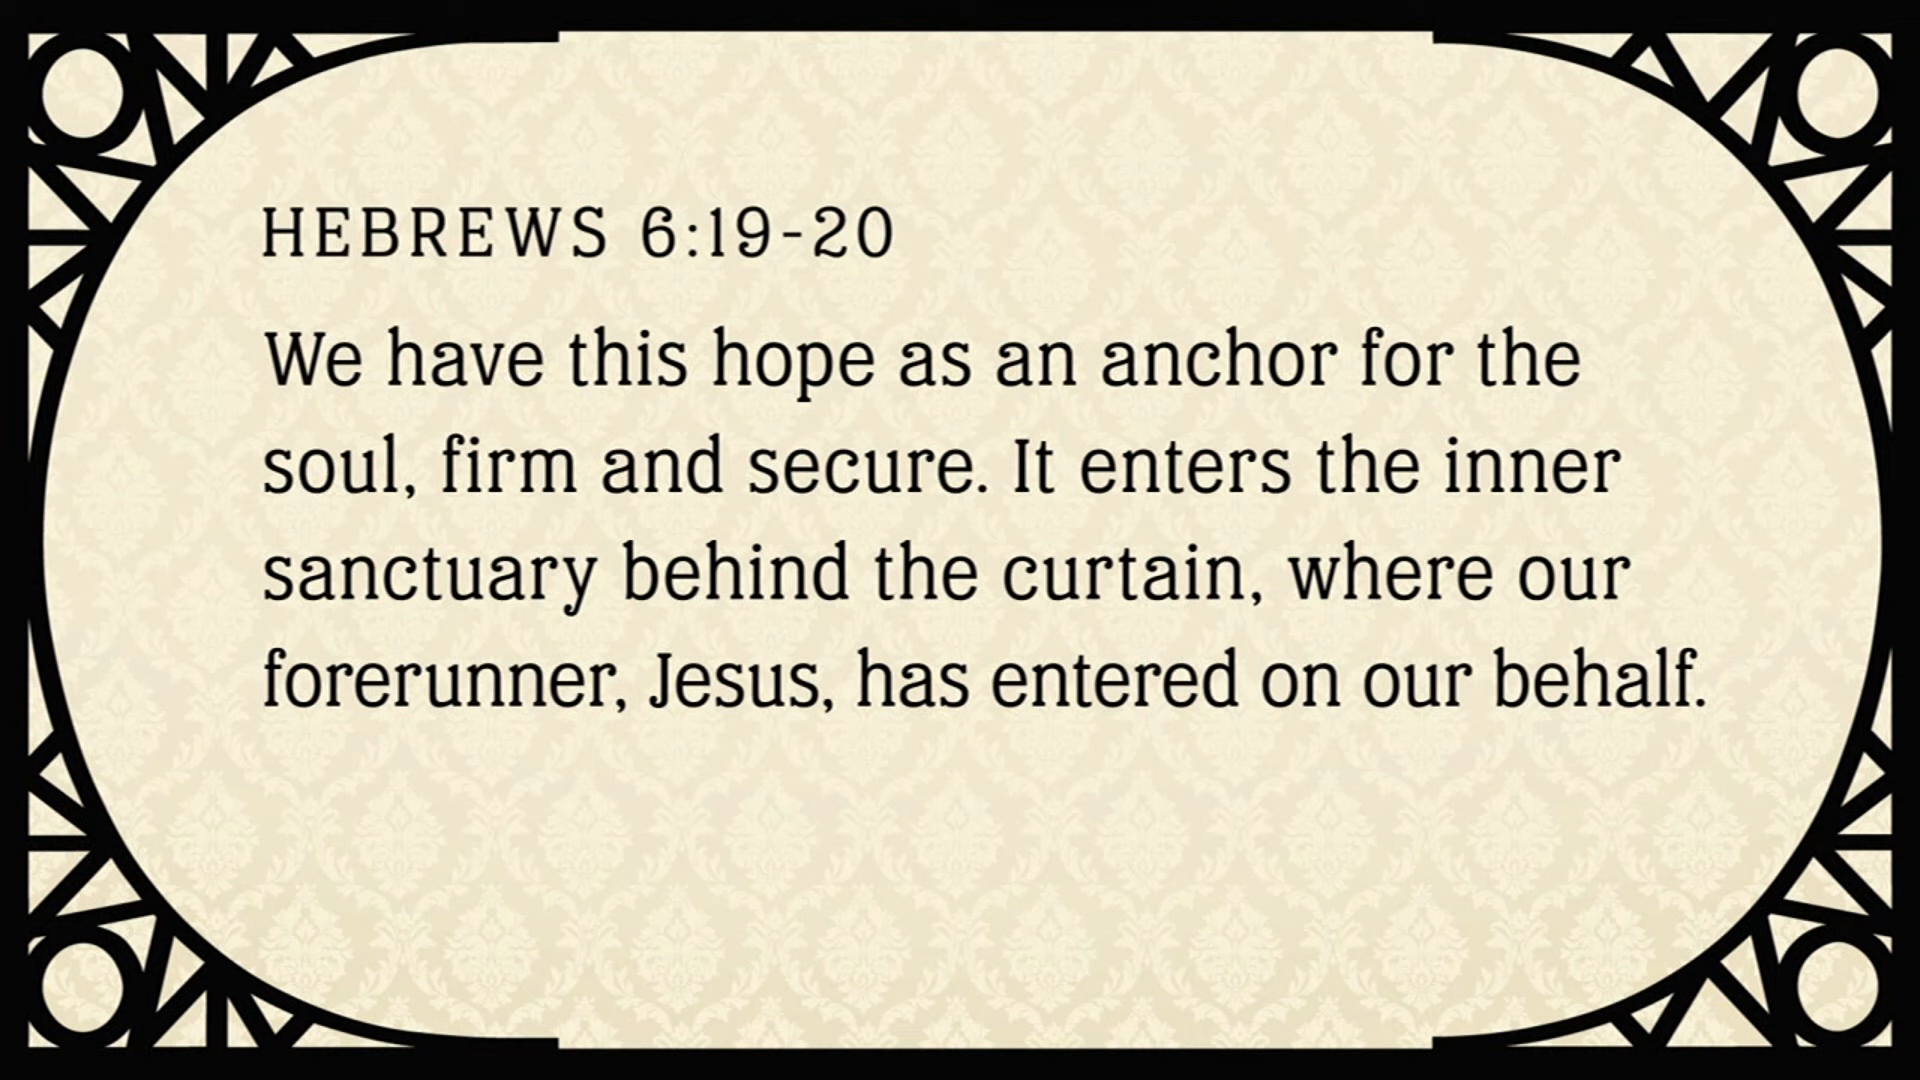 HEBREWS 6:19-20
We have this hope as an anchor for the
soul, firm and secure. It enters the inner
sanctuary behind the curtain, where our
forerunner, Jesus, has entered on our behalf.